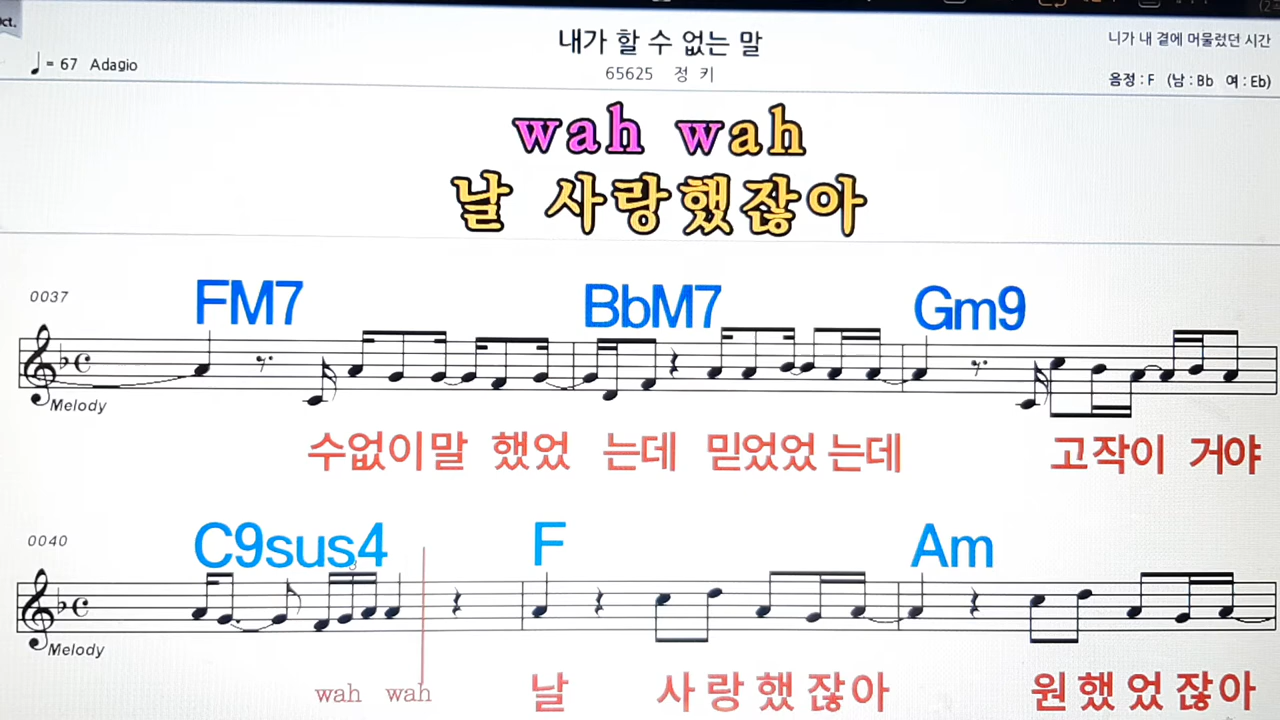 ct.
내가 할 수 없는 말
니가 내 곁에 머물렀던 시간
♩= 67 Adagio
65625 정 키
음정 : F (남 : Bb 여 : Eb)
wah wah
날 사랑했잖아
0037
FM7 BbM7 Gm9
Melody
수없이말 했었 는데 믿었었 는데 고작이 거야
0040
C9sus4 F Am
3
Melody
wah wah 날 사랑했잖아 원했었잖아